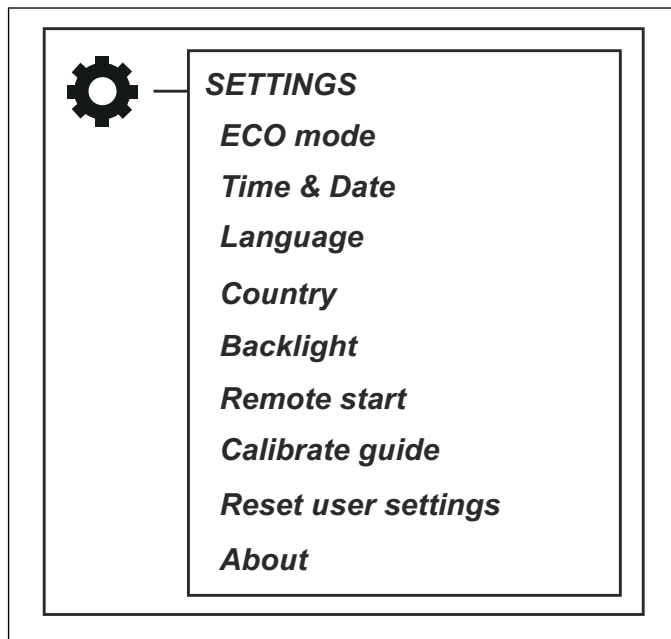 SETTINGS
ECO mode
Time & Date
Language
Country
Backlight
Remote start
Calibrate guide
Reset user settings
About